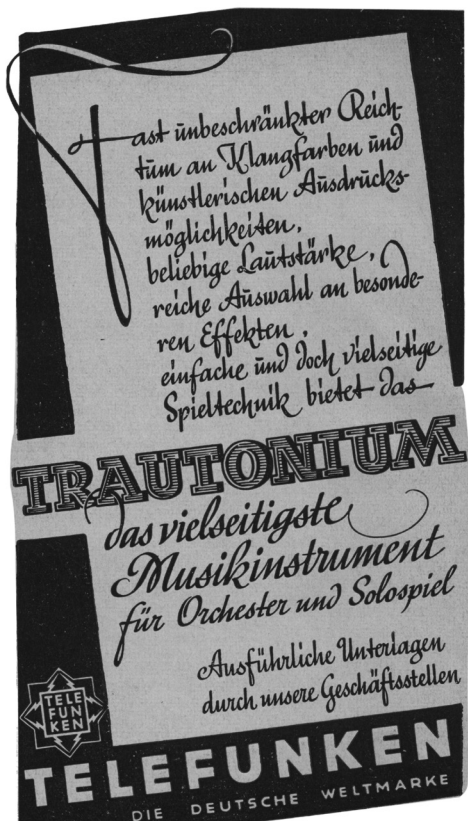 Fast unbeschränkter Reich-
tum an Klangfarben und
künstlerischen Ausdrucks-
möglichkeiten,
beliebige Lautstärke,
reiche Auswahl an besonde-
ren Effekten,
einfache und doch vielseitige
Spieltechnik bietet das
TRAUTONIUM
das vielseitigste
Musikinstrument
für Orchester und Solospiel
Ausführliche Unterlagen
durch unsere Geschäftsstellen
TELE
FUN
KEN
TELEFUNKEN
DIE DEUTSCHE WELTMARKE